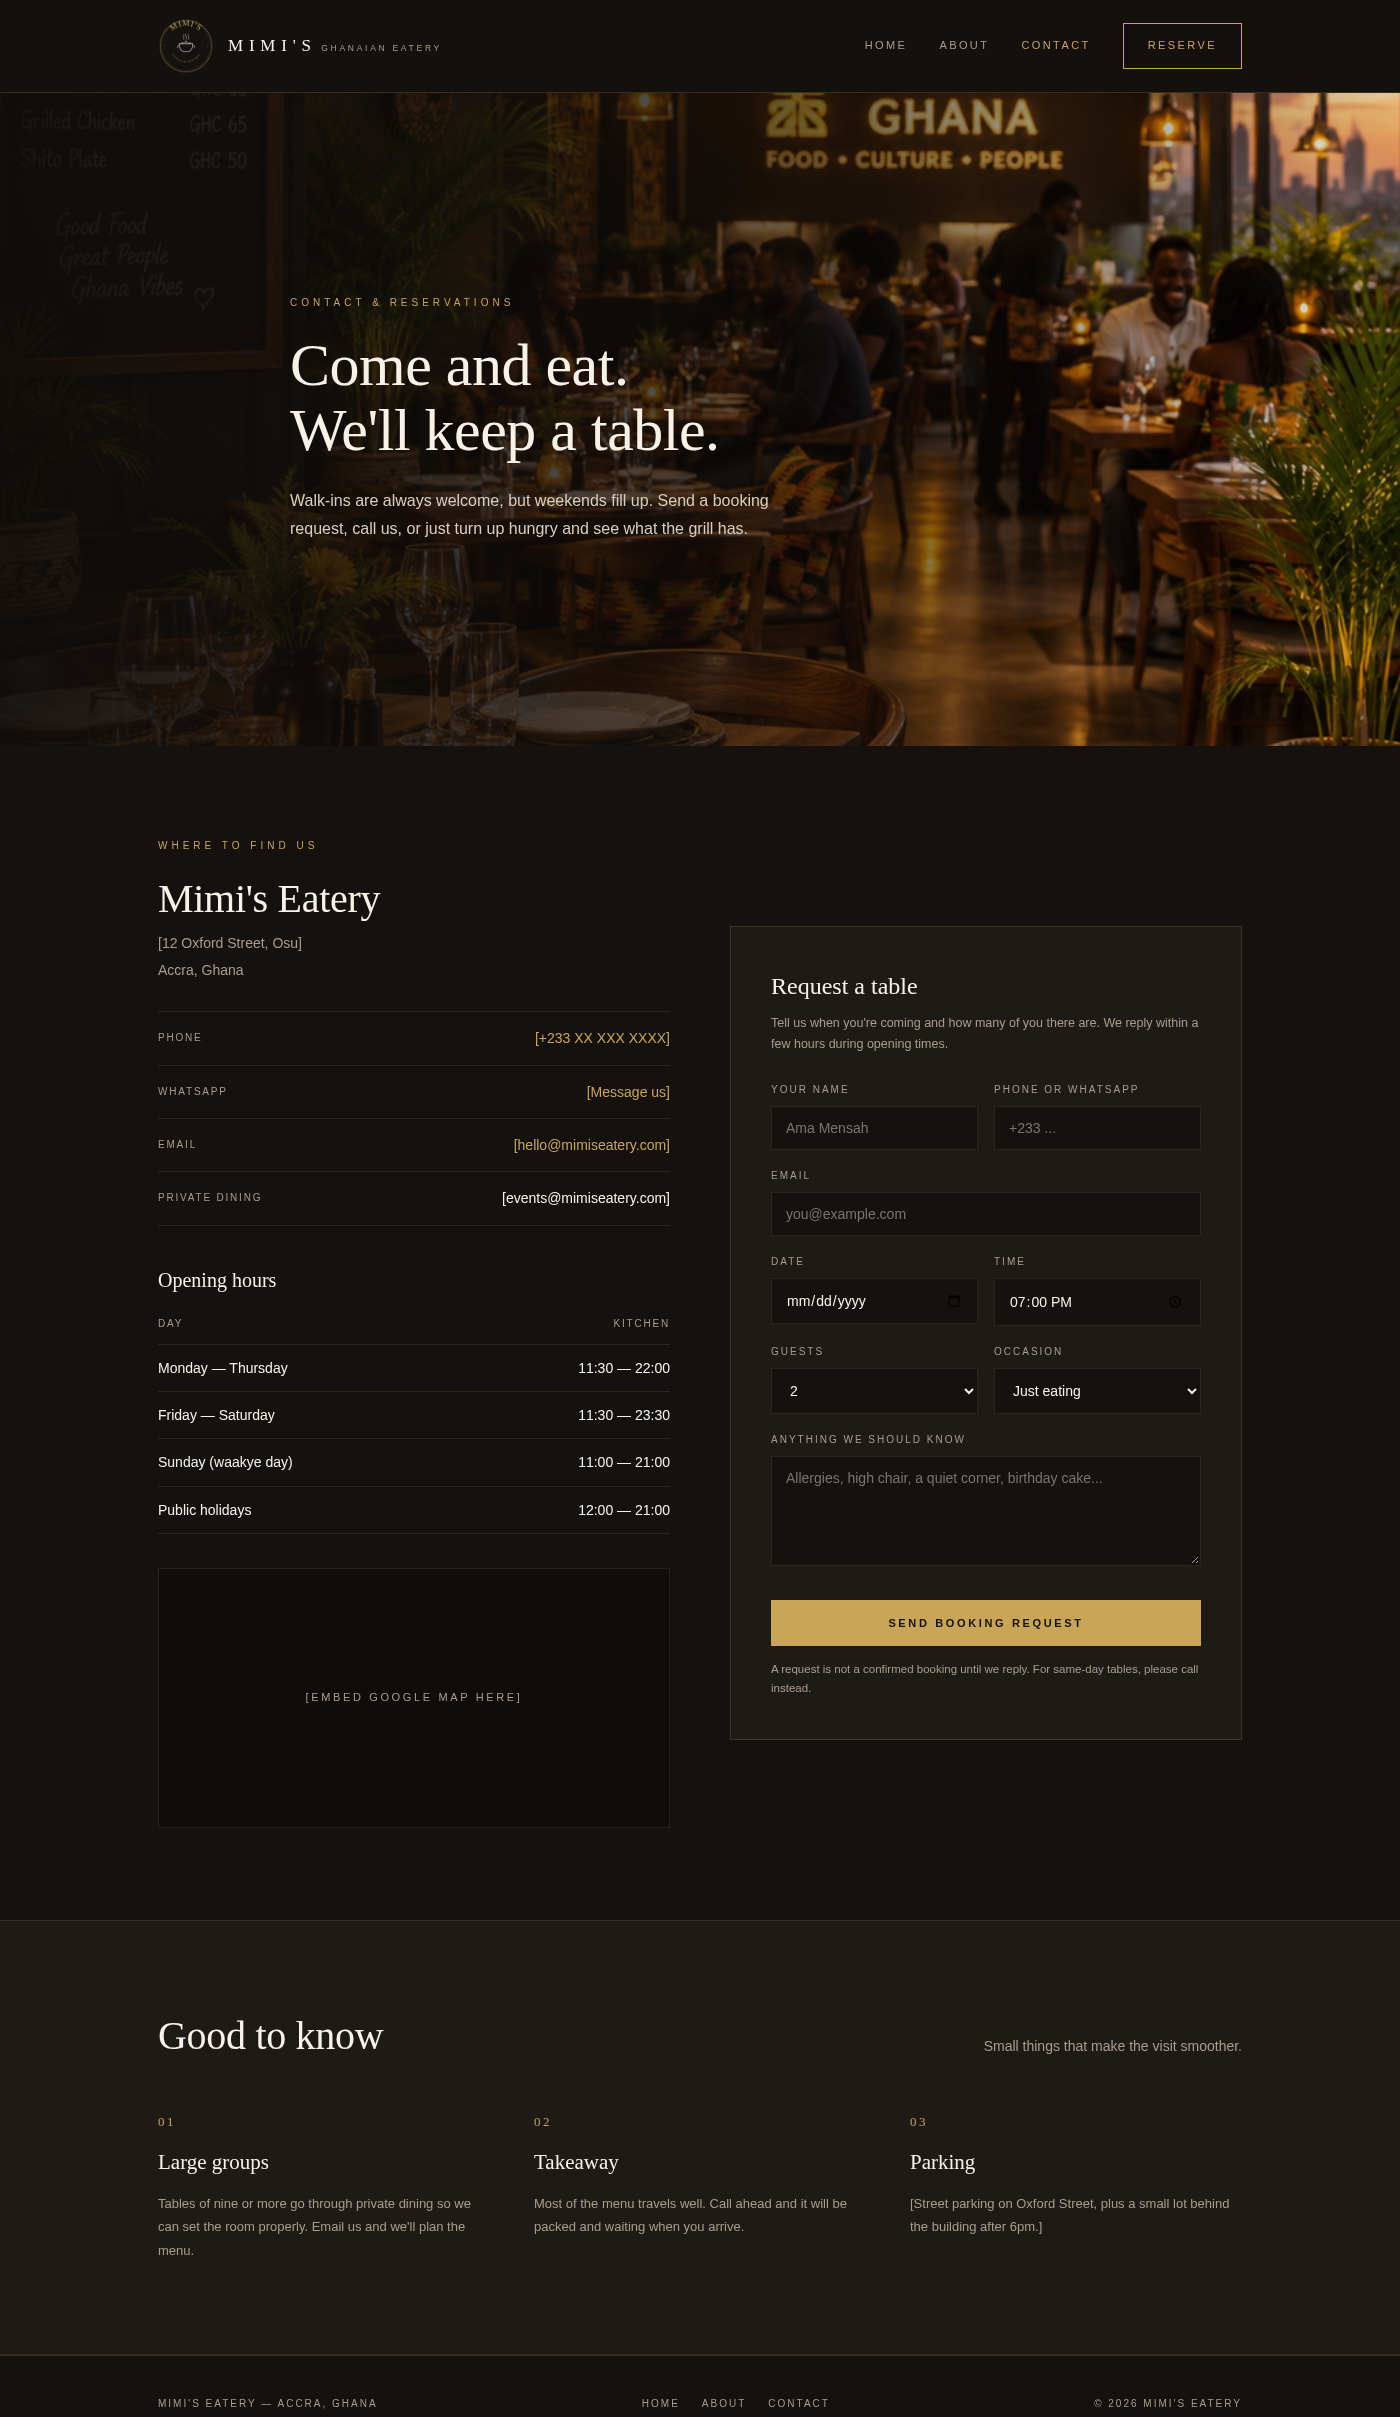 MIMI'S
MIMI'S GHANAIAN EATERY
HOME
ABOUT
CONTACT
RESERVE
Grilled Chicken GHC 65
Shito Plate GHC 50
Good Food
Great People
Ghana Vibes
GHANA
FOOD • CULTURE • PEOPLE
CONTACT & RESERVATIONS
Come and eat.
We'll keep a table.
Walk-ins are always welcome, but weekends fill up. Send a booking
request, call us, or just turn up hungry and see what the grill has.
WHERE TO FIND US
Mimi's Eatery
[12 Oxford Street, Osu]
Accra, Ghana
PHONE [+233 XX XXX XXXX]
WHATSAPP [Message us]
EMAIL [hello@mimiseatery.com]
PRIVATE DINING [events@mimiseatery.com]
Opening hours
DAY KITCHEN
Monday — Thursday 11:30 — 22:00
Friday — Saturday 11:30 — 23:30
Sunday (waakye day) 11:00 — 21:00
Public holidays 12:00 — 21:00
[EMBED GOOGLE MAP HERE]
Request a table
Tell us when you're coming and how many of you there are. We reply within a
few hours during opening times.
YOUR NAME PHONE OR WHATSAPP
Ama Mensah +233 ...
EMAIL
you@example.com
DATE TIME
mm/dd/yyyy 07:00 PM
GUESTS OCCASION
2 Just eating
ANYTHING WE SHOULD KNOW
Allergies, high chair, a quiet corner, birthday cake...
SEND BOOKING REQUEST
A request is not a confirmed booking until we reply. For same-day tables, please call
instead.
Good to know
Small things that make the visit smoother.
01
Large groups
Tables of nine or more go through private dining so we
can set the room properly. Email us and we'll plan the
menu.
02
Takeaway
Most of the menu travels well. Call ahead and it will be
packed and waiting when you arrive.
03
Parking
[Street parking on Oxford Street, plus a small lot behind
the building after 6pm.]
MIMI'S EATERY — ACCRA, GHANA
HOME ABOUT CONTACT
© 2026 MIMI'S EATERY